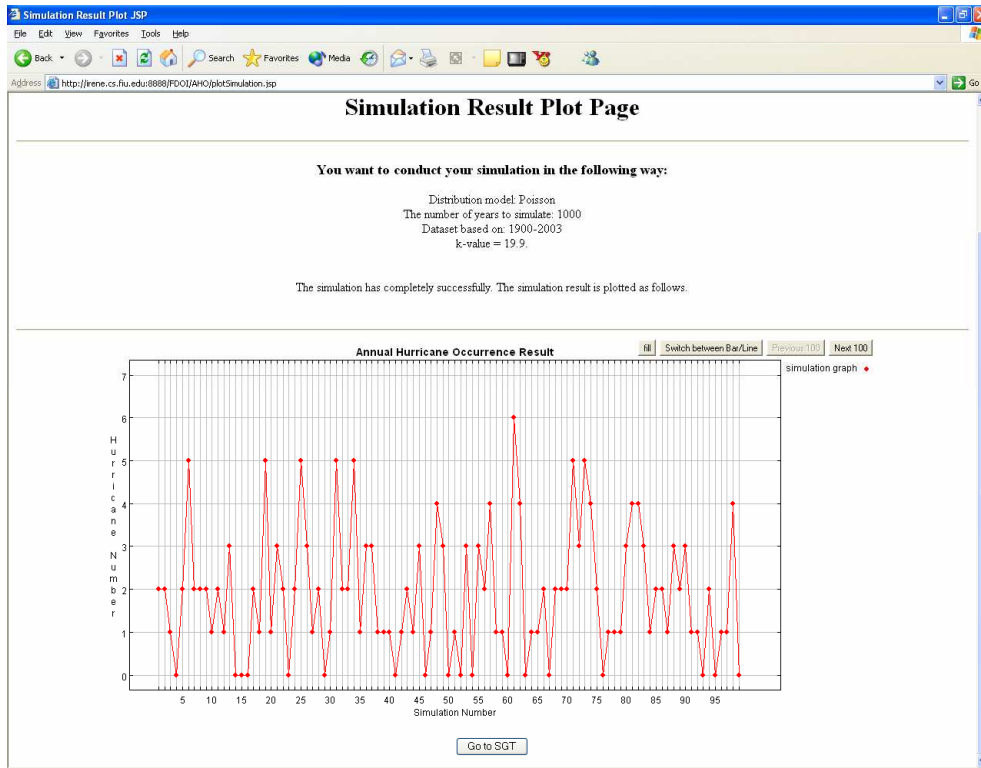 Simulation Result Plot JSP
File Edit View Favorites Tools Help
Back Search Favorites Media
Address http://irene.cs.fiu.edu:8888/FDOI/AHO/plotSimulation.jsp Go
Simulation Result Plot Page
You want to conduct your simulation in the following way:
Distribution model: Poisson
The number of years to simulate: 1000
Dataset based on: 1900-2003
k-value = 19.9.
The simulation has completely successfully. The simulation result is plotted as follows.
Annual Hurricane Occurrence Result
fill Switch between Bar/Line Previous 100 Next 100
simulation graph
7
6
5
4
3
2
1
0
Hurricane Number
5 10 15 20 25 30 35 40 45 50 55 60 65 70 75 80 85 90 95
Simulation Number
Go to SGT